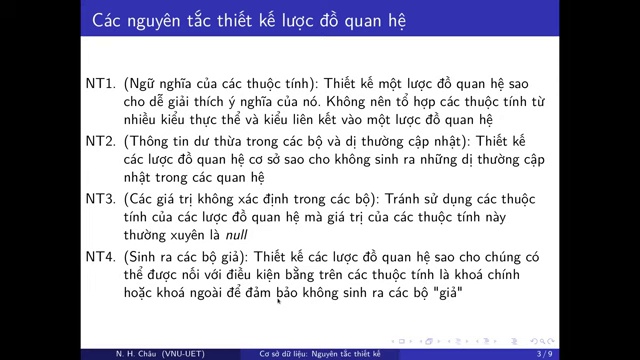 Các nguyên tắc thiết kế lược đồ quan hệ
NT1. (Ngữ nghĩa của các thuộc tính): Thiết kế một lược đồ quan hệ sao
cho dễ giải thích ý nghĩa của nó. Không nên tổ hợp các thuộc tính từ
nhiều kiểu thực thể và kiểu liên kết vào một lược đồ quan hệ
NT2. (Thông tin dư thừa trong các bộ và dị thường cập nhật): Thiết kế
các lược đồ quan hệ cơ sở sao cho không sinh ra những dị thường cập
nhật trong các quan hệ
NT3. (Các giá trị không xác định trong các bộ): Tránh sử dụng các thuộc
tính của các lược đồ quan hệ mà giá trị của các thuộc tính này
thường xuyên là null
NT4. (Sinh ra các bộ giả): Thiết kế các lược đồ quan hệ sao cho chúng có
thể được nối với điều kiện bằng trên các thuộc tính là khoá chính
hoặc khoá ngoài để đảm bảo không sinh ra các bộ "giả"
N. H. Châu (VNU-UET) Cơ sở dữ liệu: Nguyên tắc thiết kế 3 / 9